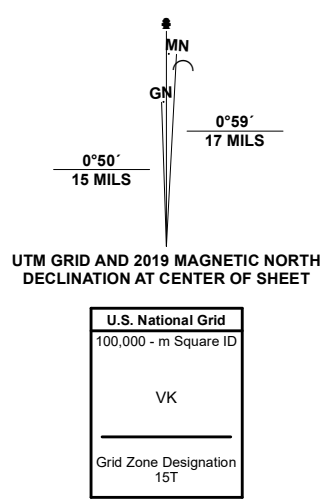 MN
GN
0°59´
17 MILS
0°50´
15 MILS
UTM GRID AND 2019 MAGNETIC NORTH
DECLINATION AT CENTER OF SHEET
U.S. National Grid
100,000 - m Square ID
VK
Grid Zone Designation
15T